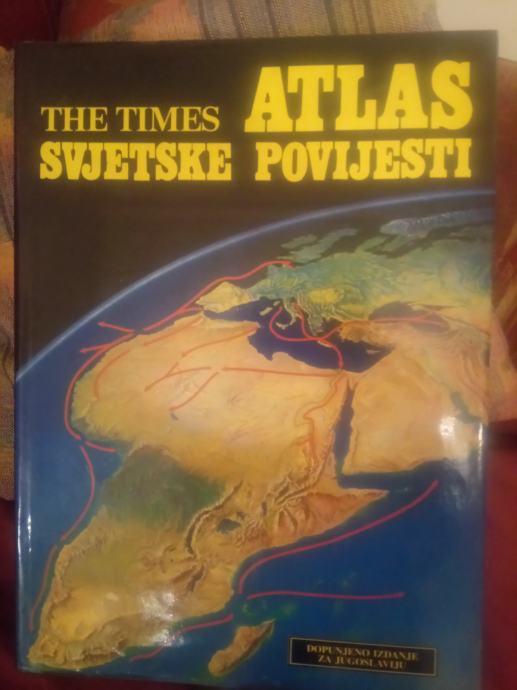 THE TIMES ATLAS
SVJETSKE POVIJESTI
DOPUNJENO IZDANJE
ZA JUGOSLAVIJU